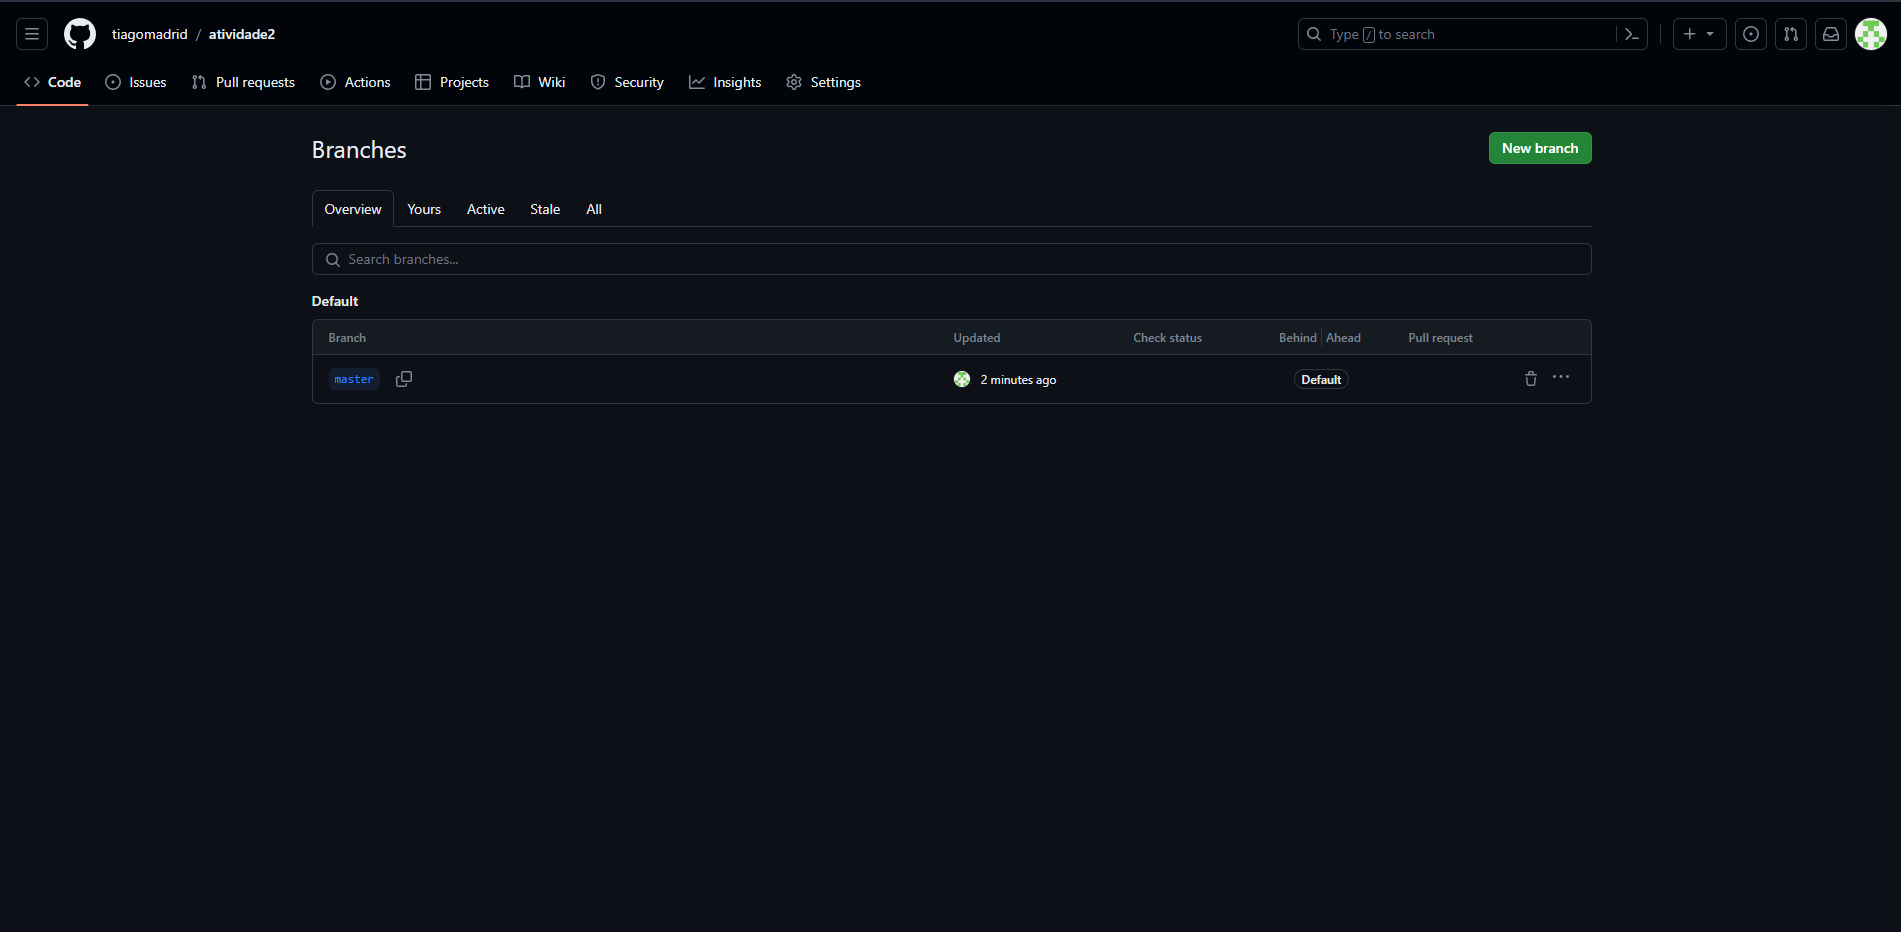 tiagomadrid / atividade2
Type / to search
Code Issues Pull requests Actions Projects Wiki Security Insights Settings
Branches
New branch
Overview Yours Active Stale All
Search branches...
Default
Branch Updated Check status Behind Ahead Pull request
master 2 minutes ago Default